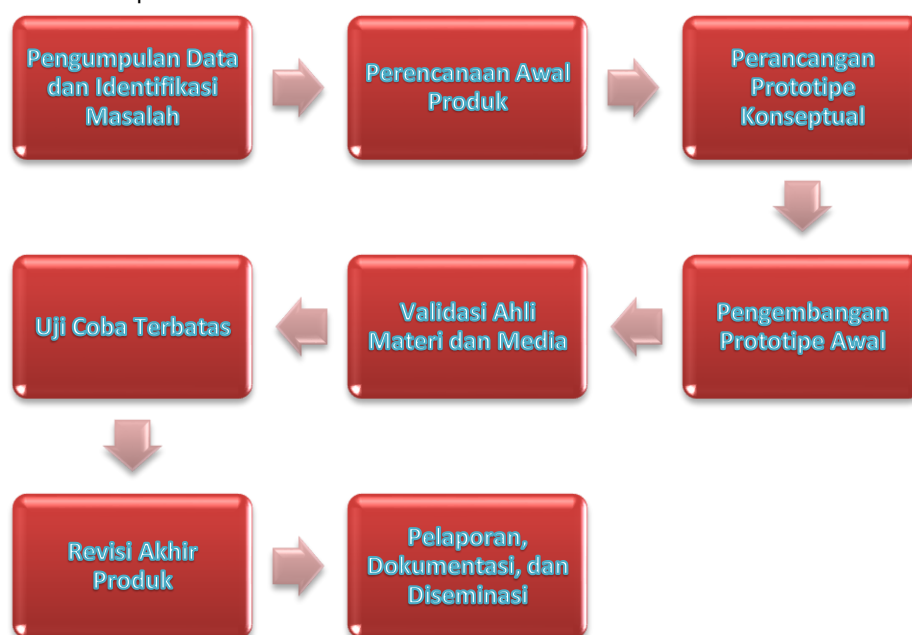 Pengumpulan Data
dan Identifikasi
Masalah
Perencanaan Awal
Produk
Perancangan
Prototipe
Konseptual
Pengembangan
Prototipe Awal
Validasi Ahli
Materi dan Media
Uji Coba Terbatas
Revisi Akhir
Produk
Pelaporan,
Dokumentasi, dan
Diseminasi